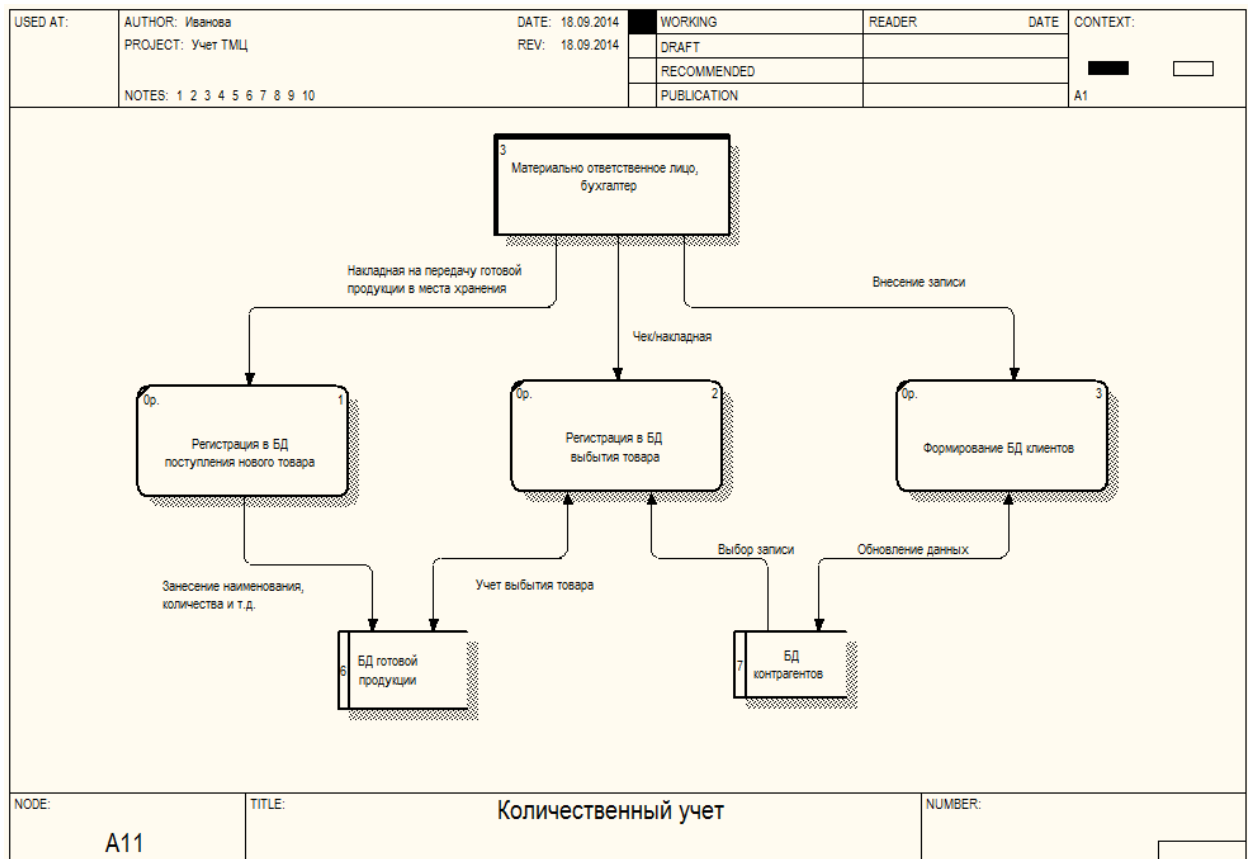 USED AT:
AUTHOR: Иванова
DATE: 18.09.2014
WORKING
READER
DATE
CONTEXT:
PROJECT: Учет ТМЦ
REV: 18.09.2014
DRAFT
RECOMMENDED
NOTES: 1 2 3 4 5 6 7 8 9 10
PUBLICATION
A1
3
Материально ответственное лицо,
бухгалтер
Накладная на передачу готовой
продукции в места хранения
Внесение записи
Чек/накладная
0р.
1
Регистрация в БД
поступления нового товара
0р.
2
Регистрация в БД
выбытия товара
0р.
3
Формирование БД клиентов
Занесение наименования,
количества и т.д.
Учет выбытия товара
Выбор записи
Обновление данных
6
БД готовой
продукции
7
БД
контрагентов
NODE:
A11
TITLE:
Количественный учет
NUMBER: